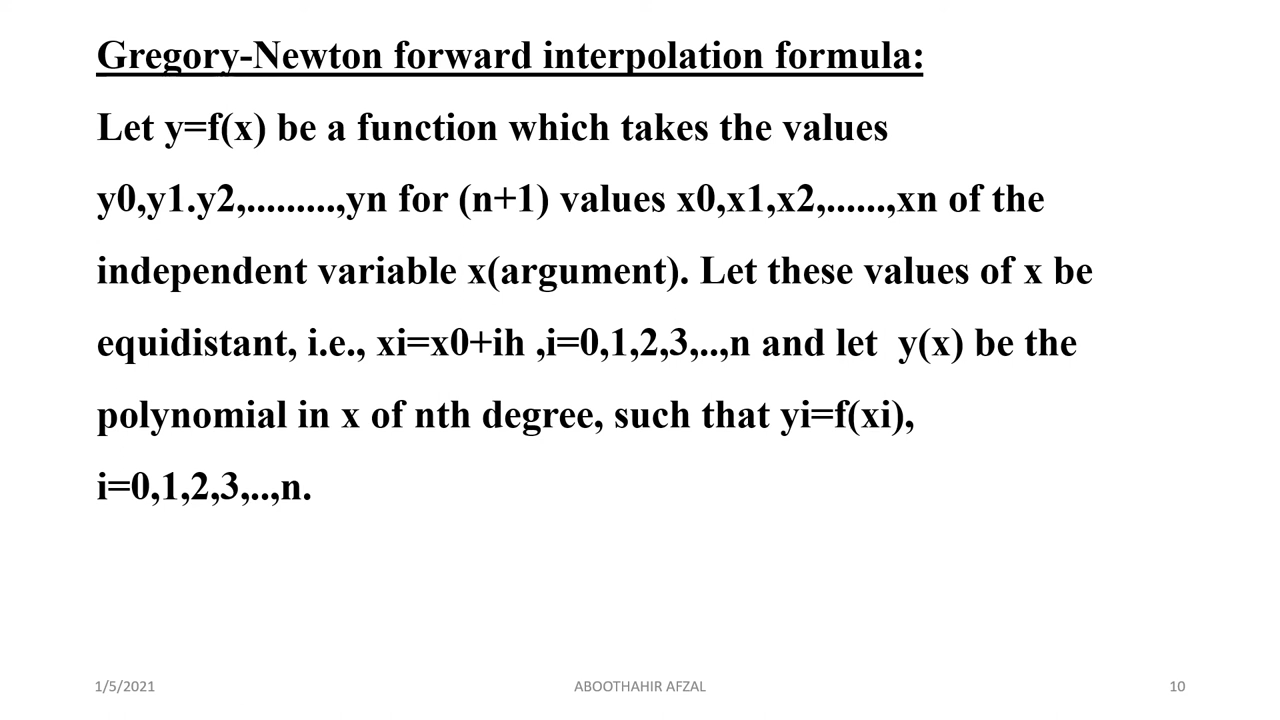 Gregory-Newton forward interpolation formula:
Let y=f(x) be a function which takes the values
y0,y1.y2,.........,yn for (n+1) values x0,x1,x2,......,xn of the
independent variable x(argument). Let these values of x be
equidistant, i.e., xi=x0+ih ,i=0,1,2,3,..,n and let y(x) be the
polynomial in x of nth degree, such that yi=f(xi),
i=0,1,2,3,..,n.
1/5/2021 ABOOTHAHIR AFZAL 10